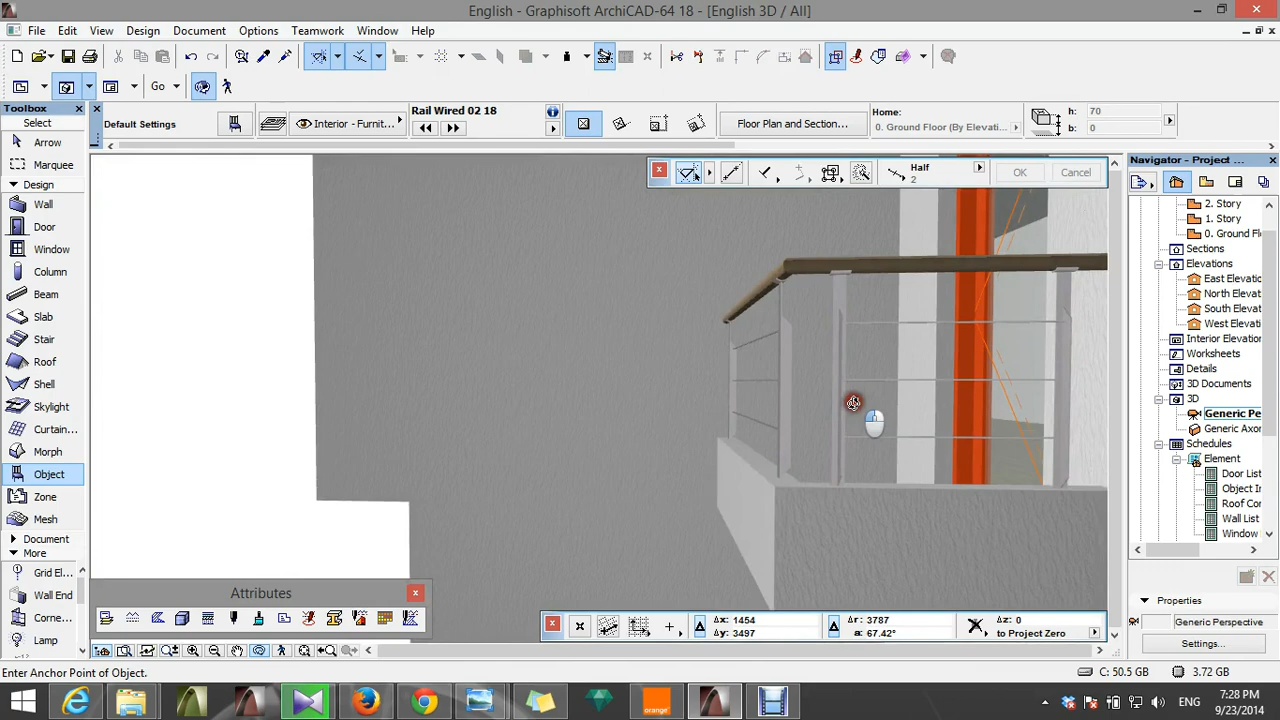 English - Graphisoft ArchiCAD-64 18 - [English 3D / All]
File Edit View Design Document Options Teamwork Window Help
Go
Toolbox
Select
Arrow
Marquee
Design
Wall
Door
Window
Column
Beam
Slab
Stair
Roof
Shell
Skylight
Curtain...
Morph
Object
Zone
Mesh
Document
More
Grid El...
Wall End
Corne...
Lamp
Default Settings
Interior - Furnit...
Rail Wired 02 18
Floor Plan and Section...
Home:
0. Ground Floor (By Elevati...
h: 70
b: 0
Half
2
OK
Cancel
Navigator - Project ...
2. Story
1. Story
0. Ground Fl
Sections
Elevations
East Elevation
North Elevat
South Elevat
West Elevati
Interior Elevation
Worksheets
Details
3D Documents
3D
Generic Pe
Generic Axon
Schedules
Element
Door List
Object In
Roof Cor
Wall List
Window
Properties
Generic Perspective
Settings...
Attributes
Δx: 1454
Δy: 3497
Δr: 3787
a: 67.42°
Δz: 0
to Project Zero
Enter Anchor Point of Object.
C: 50.5 GB
3.72 GB
orange
ENG
7:28 PM
9/23/2014